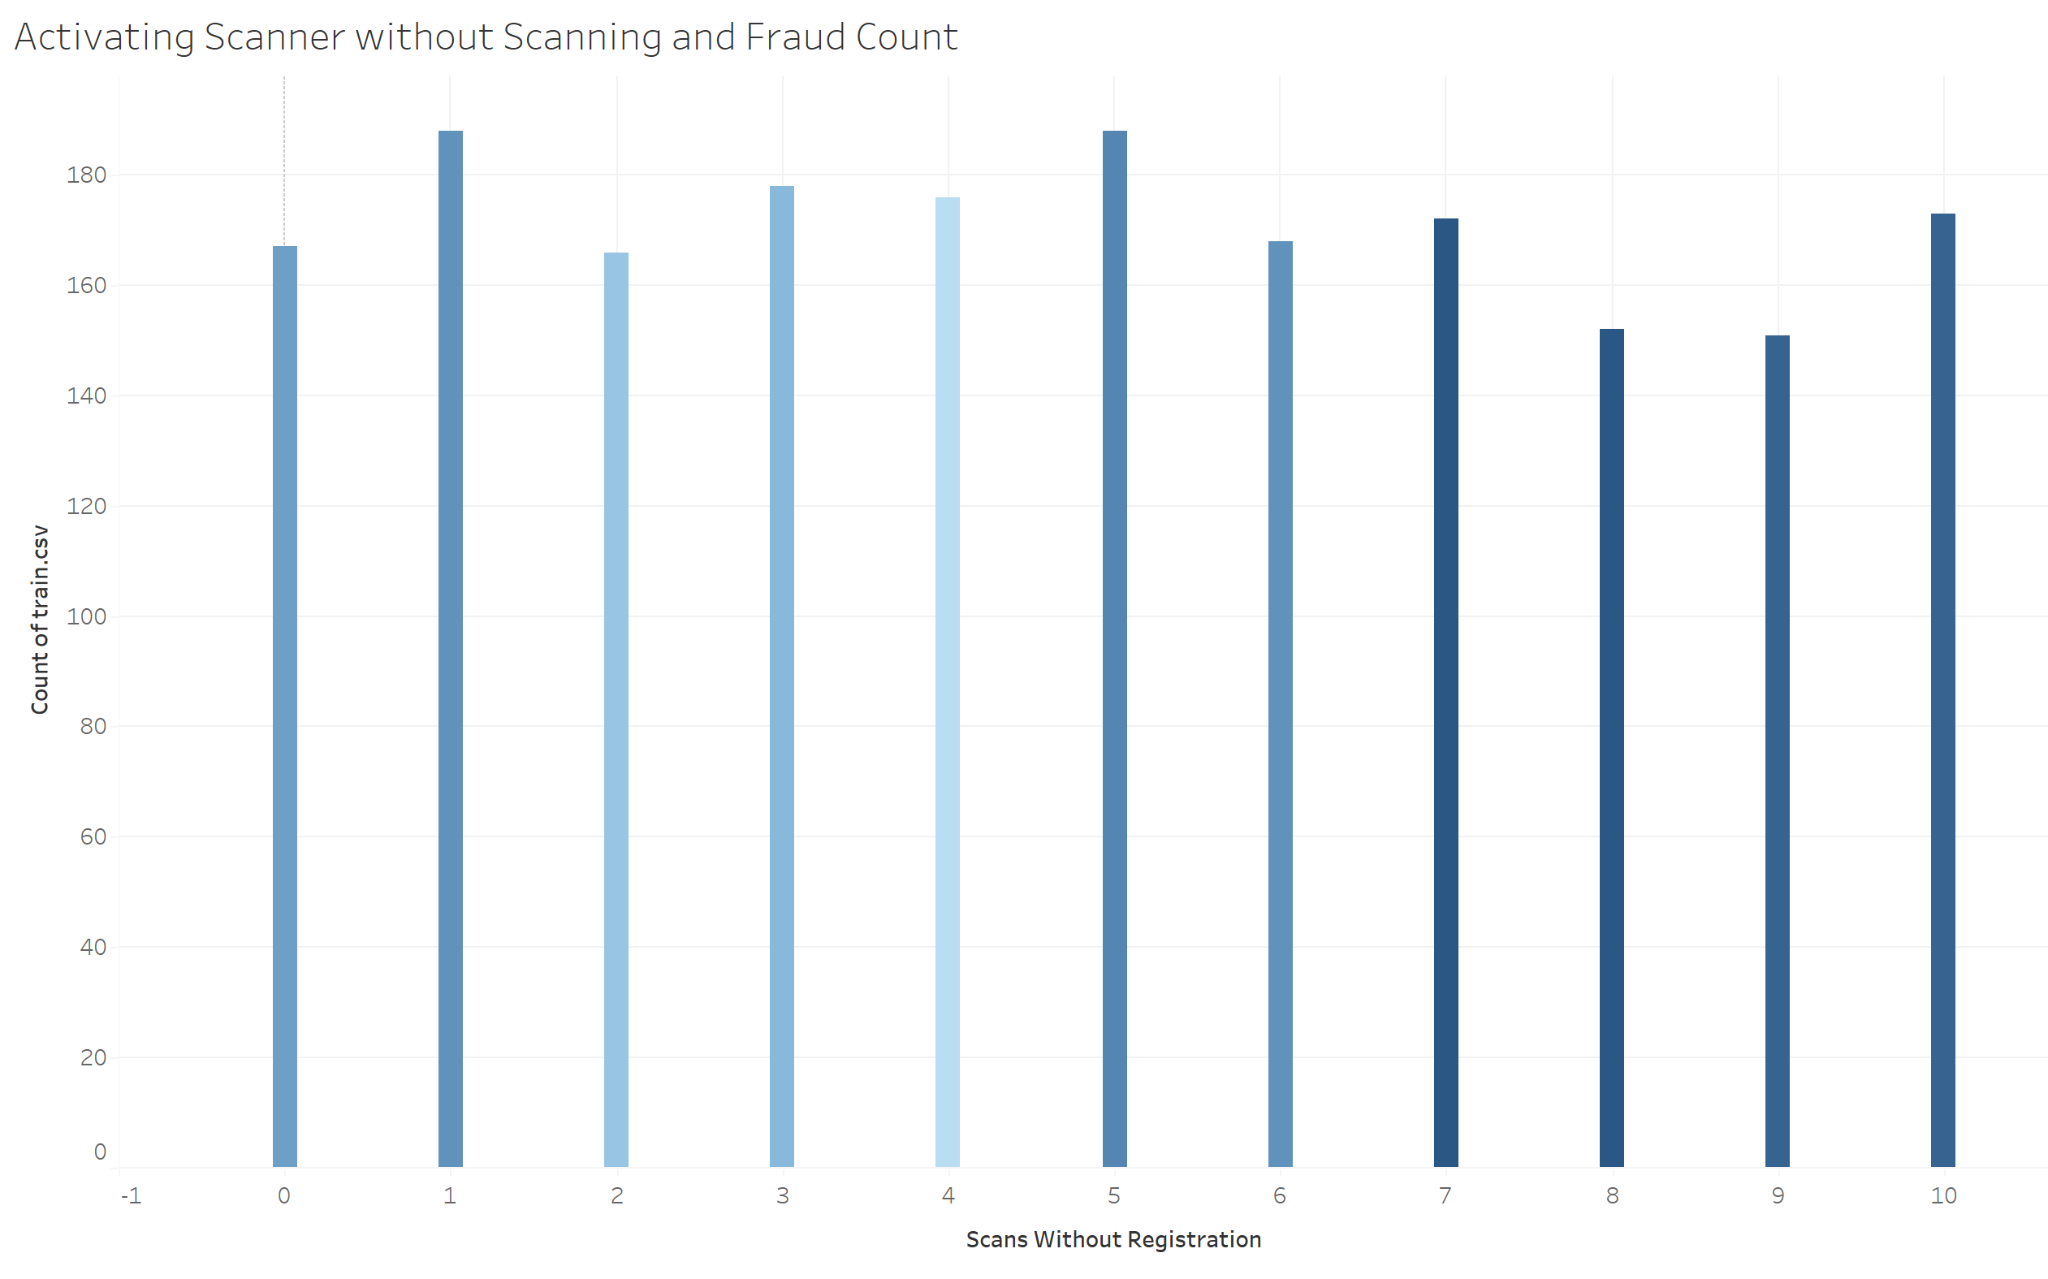 Activating Scanner without Scanning and Fraud Count
Count of train.csv
180
160
140
120
100
80
60
40
20
0
-1 0 1 2 3 4 5 6 7 8 9 10
Scans Without Registration